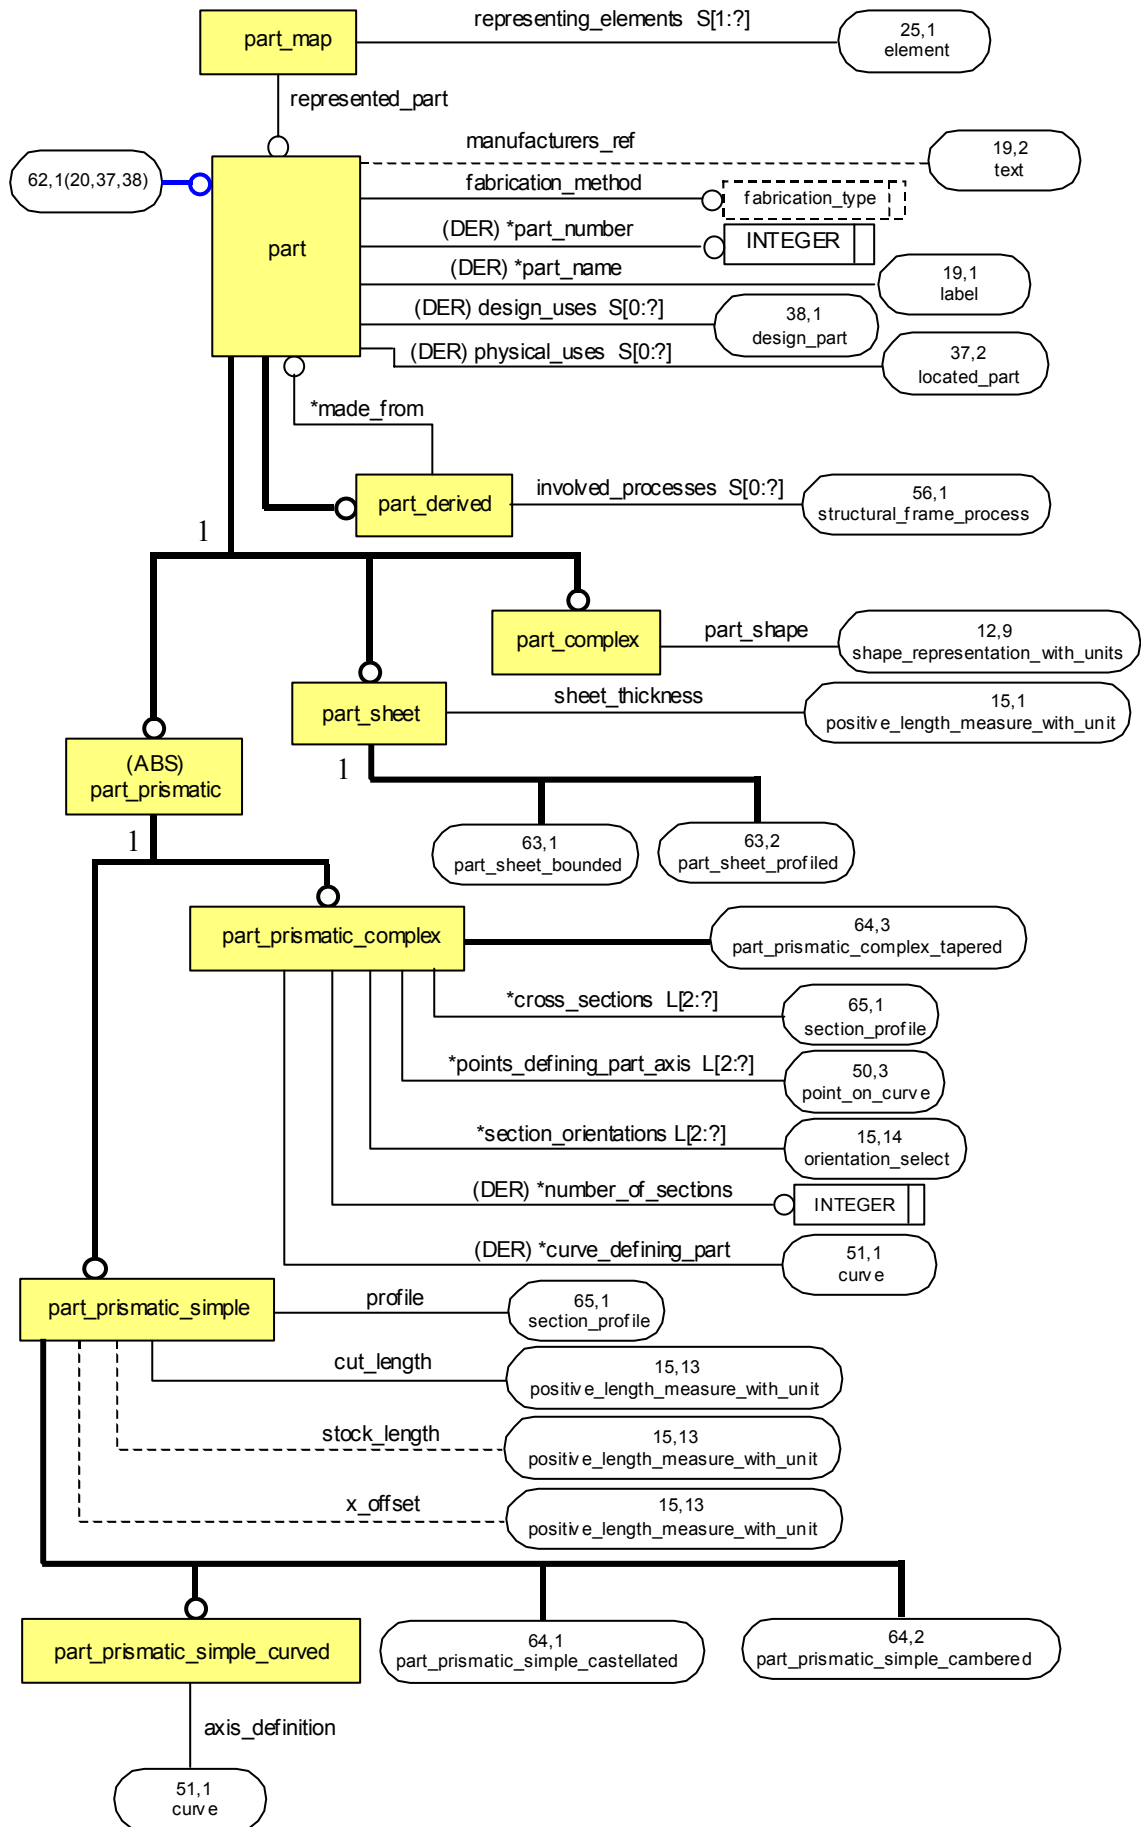 part_map
representing_elements S[1:?]
25,1
element
represented_part
62,1(20,37,38)
part
manufacturers_ref
19,2
text
fabrication_method
fabrication_type
(DER) *part_number
INTEGER
(DER) *part_name
19,1
label
(DER) design_uses S[0:?]
38,1
design_part
(DER) physical_uses S[0:?]
37,2
located_part
*made_from
part_derived
involved_processes S[0:?]
56,1
structural_frame_process
1
part_complex
part_shape
12,9
shape_representation_with_units
part_sheet
sheet_thickness
15,1
positive_length_measure_with_unit
(ABS)
part_prismatic
1
1
63,1
part_sheet_bounded
63,2
part_sheet_profiled
part_prismatic_complex
64,3
part_prismatic_complex_tapered
*cross_sections L[2:?]
65,1
section_profile
*points_defining_part_axis L[2:?]
50,3
point_on_curve
*section_orientations L[2:?]
15,14
orientation_select
(DER) *number_of_sections
INTEGER
(DER) *curve_defining_part
51,1
curve
part_prismatic_simple
profile
65,1
section_profile
cut_length
15,13
positive_length_measure_with_unit
stock_length
15,13
positive_length_measure_with_unit
x_offset
15,13
positive_length_measure_with_unit
part_prismatic_simple_curved
64,1
part_prismatic_simple_castellated
64,2
part_prismatic_simple_cambered
axis_definition
51,1
curve